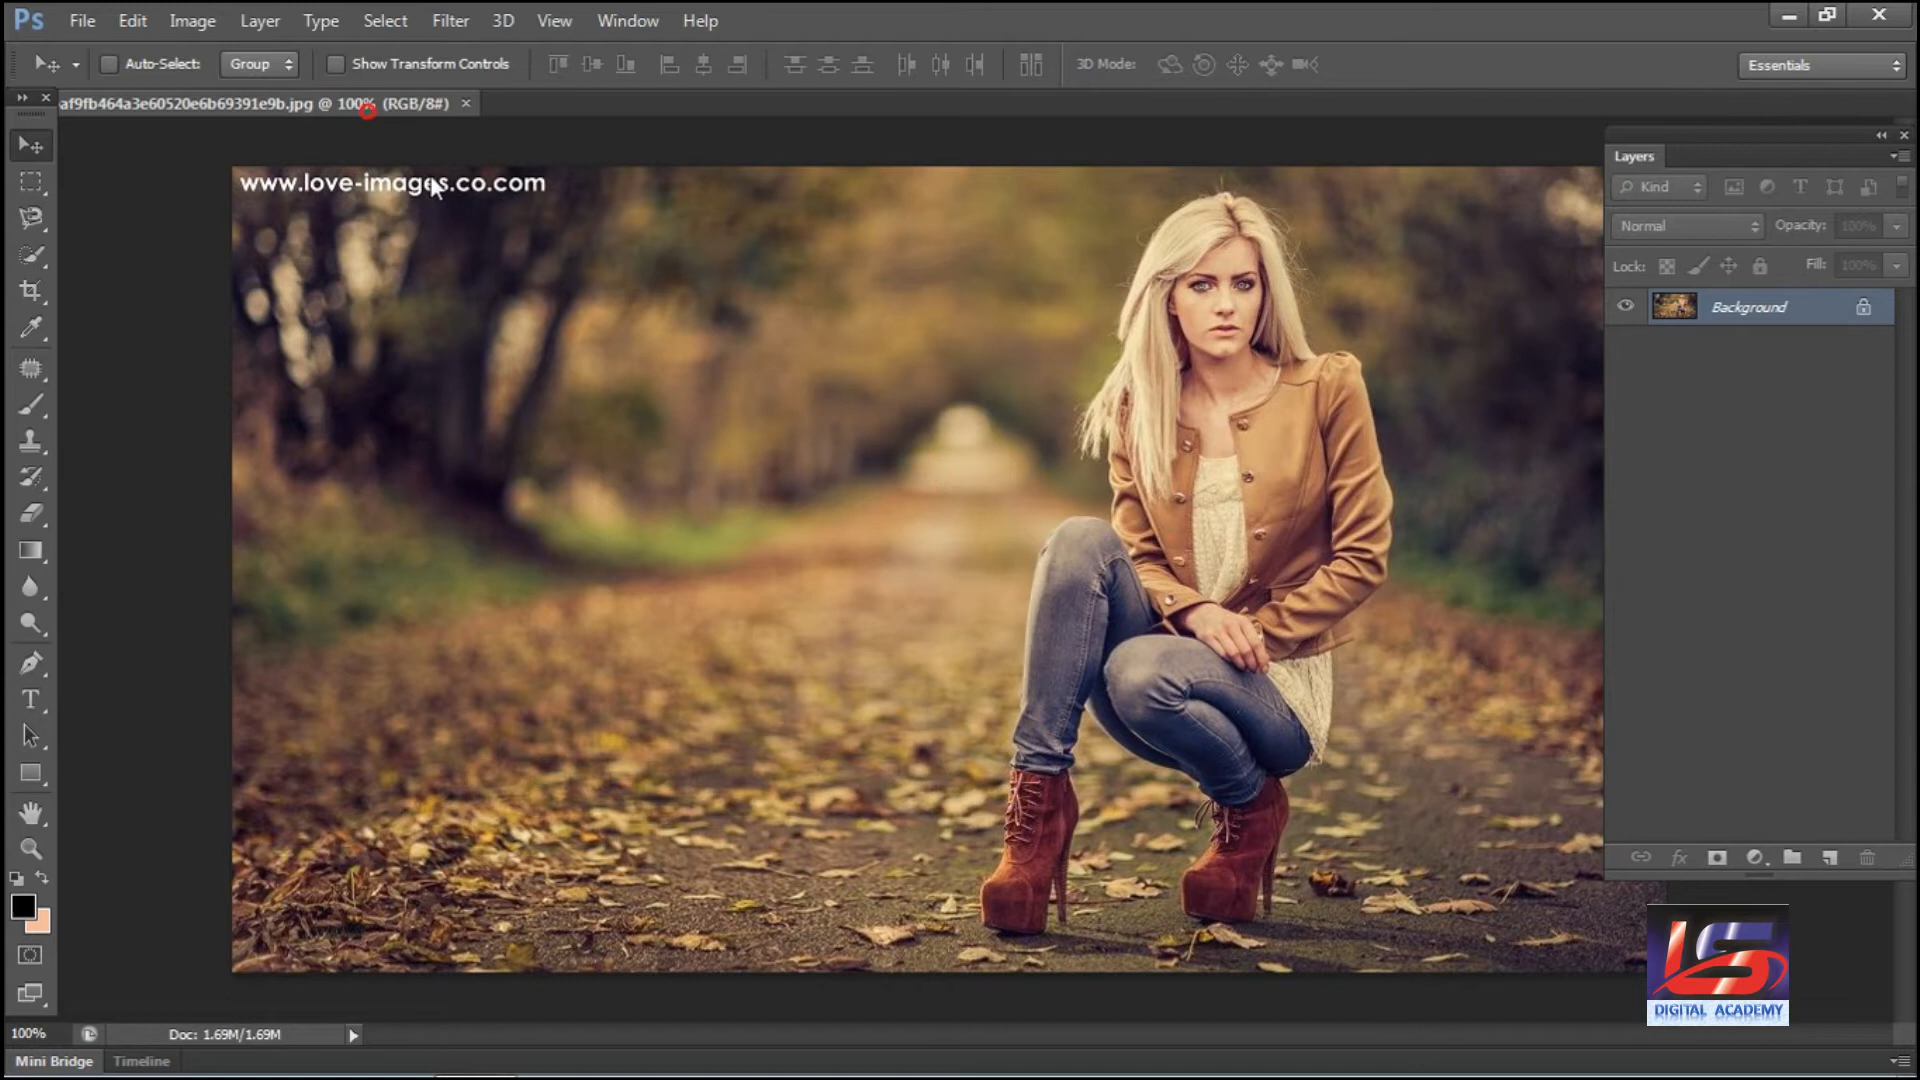 Ps File Edit Image Layer Type Select Filter 3D View Window Help
Auto-Select: Group Show Transform Controls 3D Mode: Essentials
af9fb464a3e60520e6b69391e9b.jpg @ 100% (RGB/8#)
www.love-images.co.com
Layers
Kind
Normal Opacity: 100%
Lock: Fill: 100%
Background
fx
LS
DIGITAL ACADEMY
100% Doc: 1.69M/1.69M
Mini Bridge Timeline